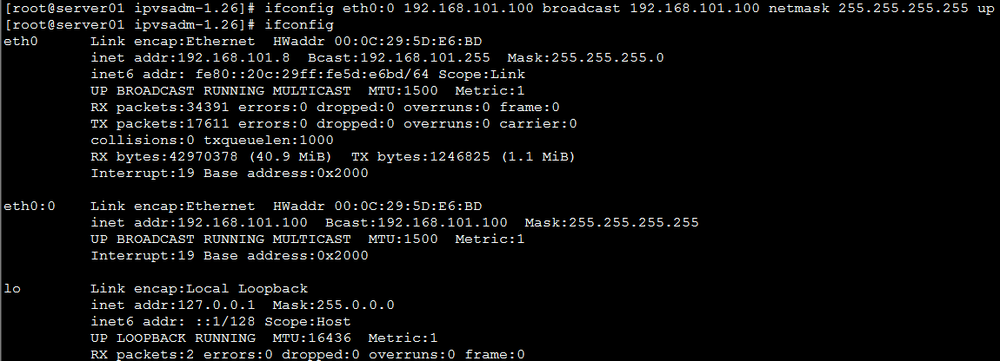 [root@server01 ipvsadm-1.26]# ifconfig eth0:0 192.168.101.100 broadcast 192.168.101.100 netmask 255.255.255.255 up
[root@server01 ipvsadm-1.26]# ifconfig
eth0      Link encap:Ethernet  HWaddr 00:0C:29:5D:E6:BD
          inet addr:192.168.101.8  Bcast:192.168.101.255  Mask:255.255.255.0
          inet6 addr: fe80::20c:29ff:fe5d:e6bd/64 Scope:Link
          UP BROADCAST RUNNING MULTICAST  MTU:1500  Metric:1
          RX packets:34391 errors:0 dropped:0 overruns:0 frame:0
          TX packets:17611 errors:0 dropped:0 overruns:0 carrier:0
          collisions:0 txqueuelen:1000
          RX bytes:42970378 (40.9 MiB)  TX bytes:1246825 (1.1 MiB)
          Interrupt:19 Base address:0x2000
eth0:0    Link encap:Ethernet  HWaddr 00:0C:29:5D:E6:BD
          inet addr:192.168.101.100  Bcast:192.168.101.100  Mask:255.255.255.255
          UP BROADCAST RUNNING MULTICAST  MTU:1500  Metric:1
          Interrupt:19 Base address:0x2000
lo        Link encap:Local Loopback
          inet addr:127.0.0.1  Mask:255.0.0.0
          inet6 addr: ::1/128 Scope:Host
          UP LOOPBACK RUNNING  MTU:16436  Metric:1
          RX packets:2 errors:0 dropped:0 overruns:0 frame:0